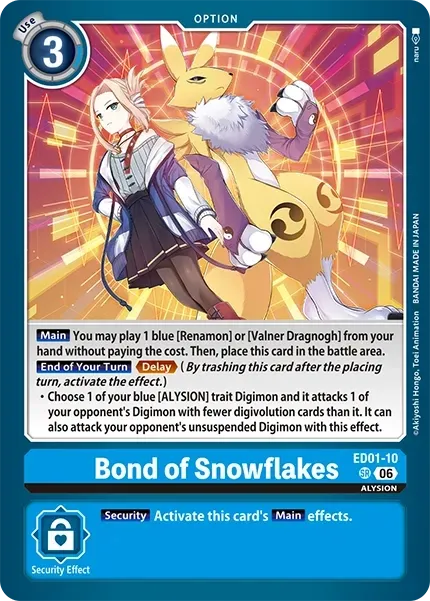 OPTION
Use
3
naru
Main You may play 1 blue [Renamon] or [Valner Dragnogh] from your
hand without paying the cost. Then, place this card in the battle area.
End of Your Turn Delay (By trashing this card after the placing
turn, activate the effect.)
・Choose 1 of your blue [ALYSION] trait Digimon and it attacks 1 of
your opponent's Digimon with fewer digivolution cards than it. It can
also attack your opponent's unsuspended Digimon with this effect.
©Akiyoshi Hongo, Toei Animation BANDAI MADE IN JAPAN
Bond of Snowflakes
ED01-10
SR 06
ALYSION
Security Activate this card's Main effects.
Security Effect